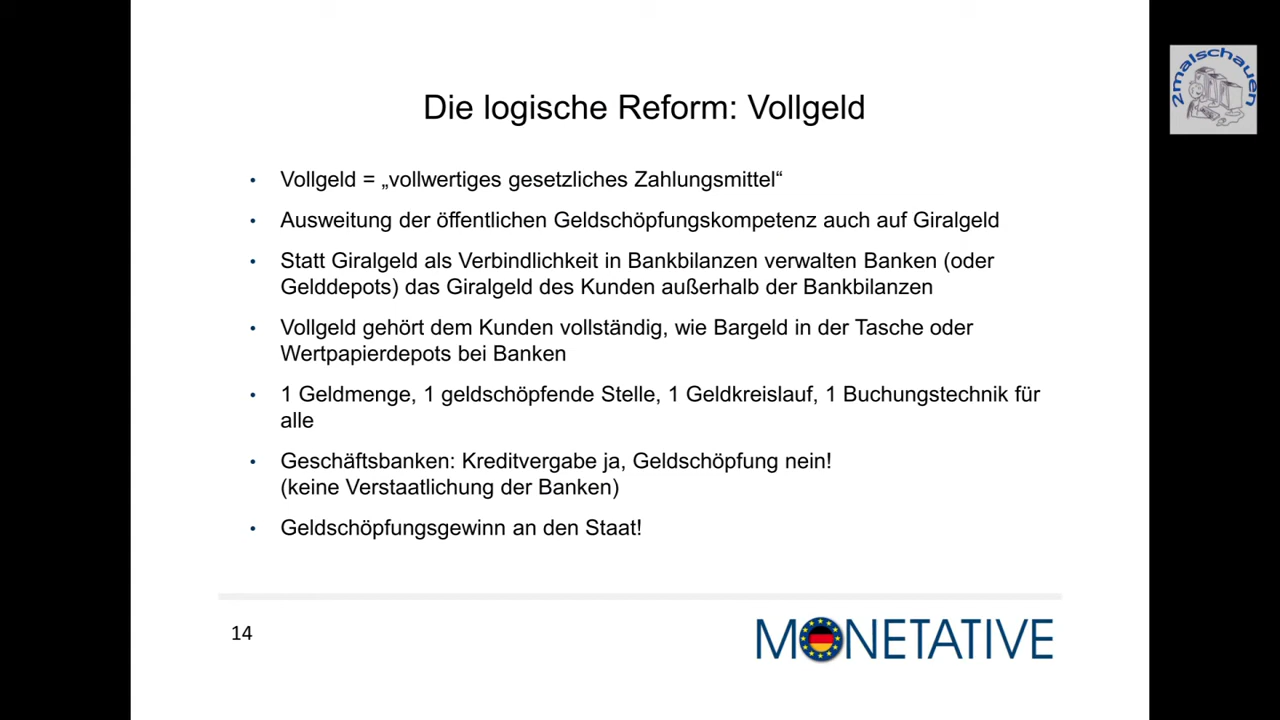 2malschauen
Die logische Reform: Vollgeld
• Vollgeld = „vollwertiges gesetzliches Zahlungsmittel“
• Ausweitung der öffentlichen Geldschöpfungskompetenz auch auf Giralgeld
• Statt Giralgeld als Verbindlichkeit in Bankbilanzen verwalten Banken (oder
Gelddepots) das Giralgeld des Kunden außerhalb der Bankbilanzen
• Vollgeld gehört dem Kunden vollständig, wie Bargeld in der Tasche oder
Wertpapierdepots bei Banken
• 1 Geldmenge, 1 geldschöpfende Stelle, 1 Geldkreislauf, 1 Buchungstechnik für
alle
• Geschäftsbanken: Kreditvergabe ja, Geldschöpfung nein!
(keine Verstaatlichung der Banken)
• Geldschöpfungsgewinn an den Staat!
14
MONETATIVE